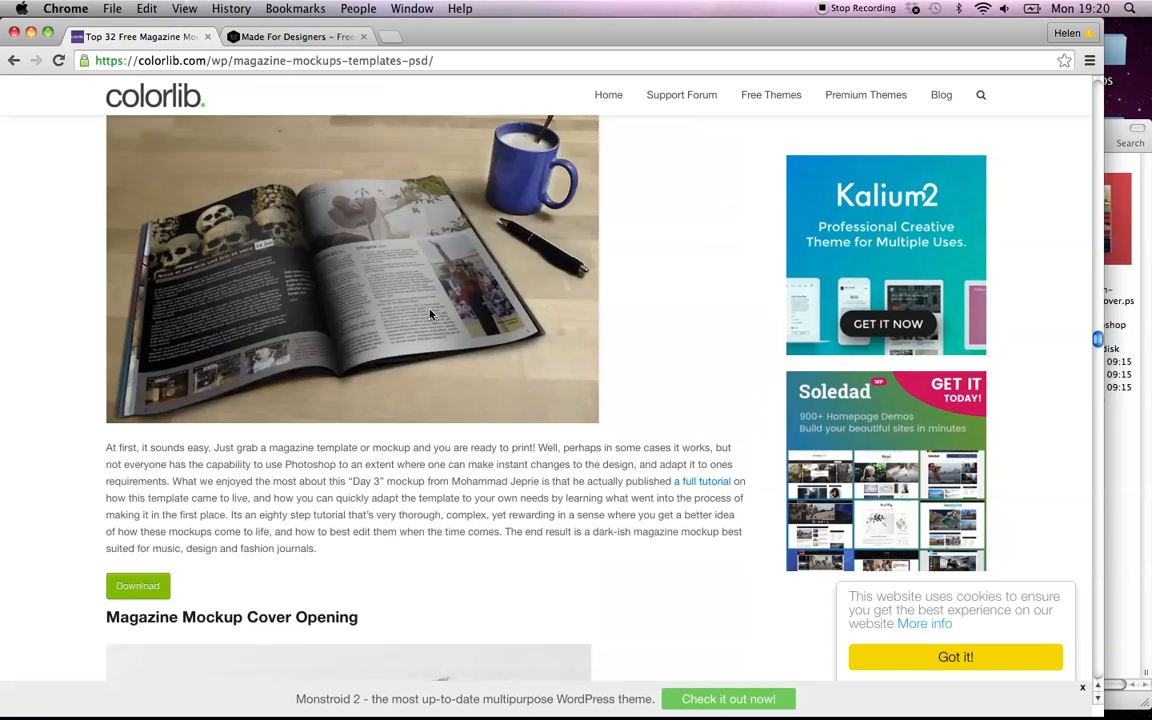 Chrome File Edit View History Bookmarks People Window Help Stop Recording Mon 19:20
Top 32 Free Magazine Mo × Made For Designers – Free × Helen
https://colorlib.com/wp/magazine-mockups-templates-psd/
colorlib. Home Support Forum Free Themes Premium Themes Blog
Search
Kalium2
Professional Creative
Theme for Multiple Uses.
GET IT NOW
Soledad WP
GET IT
TODAY!
900+ Homepage Demos
Build your beautiful sites in minutes
over.ps
shop
disk
09:15
09:15
09:15
At first, it sounds easy. Just grab a magazine template or mockup and you are ready to print! Well, perhaps in some cases it works, but
not everyone has the capability to use Photoshop to an extent where one can make instant changes to the design, and adapt it to ones
requirements. What we enjoyed the most about this “Day 3” mockup from Mohammad Jeprie is that he actually published a full tutorial on
how this template came to live, and how you can quickly adapt the template to your own needs by learning what went into the process of
making it in the first place. Its an eighty step tutorial that’s very thorough, complex, yet rewarding in a sense where you get a better idea
of how these mockups come to life, and how to best edit them when the time comes. The end result is a dark-ish magazine mockup best
suited for music, design and fashion journals.
Download
Magazine Mockup Cover Opening
This website uses cookies to ensure
you get the best experience on our
website More info
Got it!
Monstroid 2 - the most up-to-date multipurpose WordPress theme. Check it out now! x